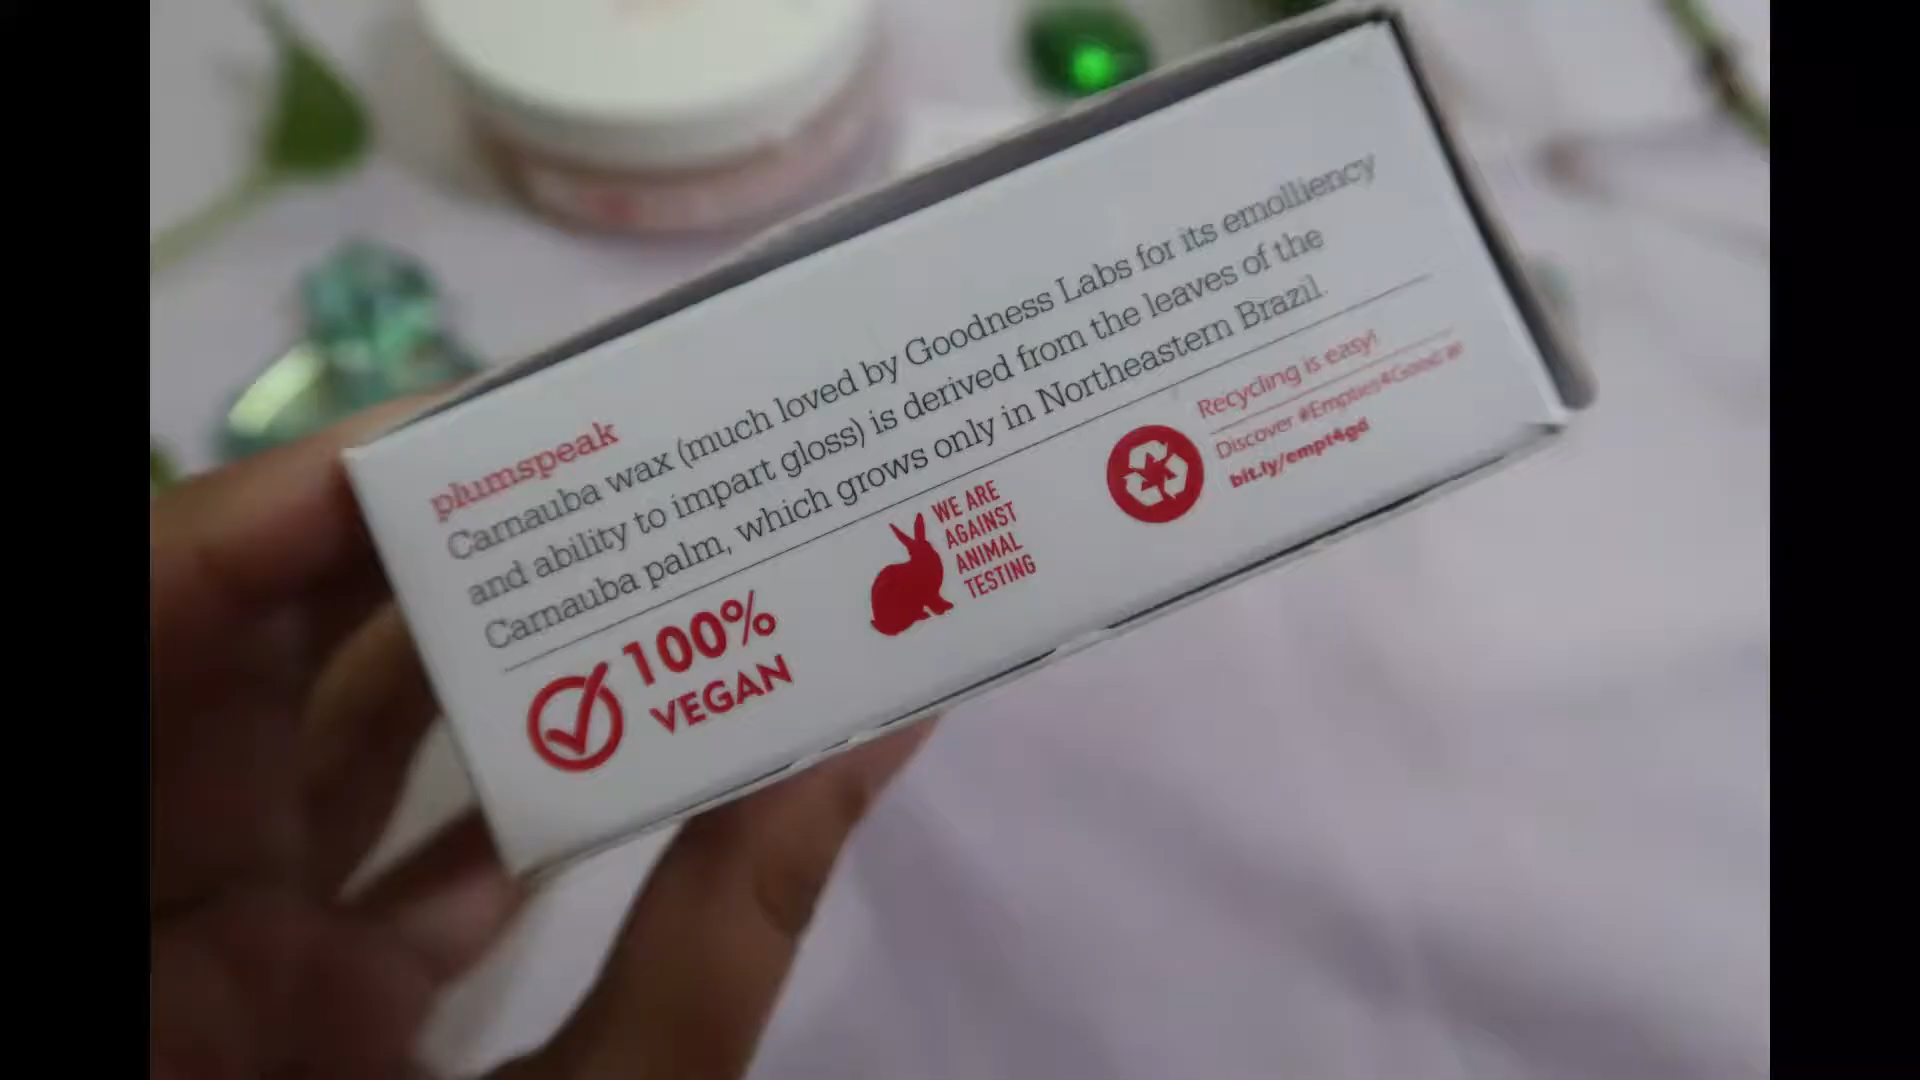 plumspeak
Carnauba wax (much loved by Goodness Labs for its emolliency
and ability to impart gloss) is derived from the leaves of the
Carnauba palm, which grows only in Northeastern Brazil.
100%
VEGAN
WE ARE
AGAINST
ANIMAL
TESTING
Recycling is easy!
Discover #Empties4Good at
bit.ly/empt4gd